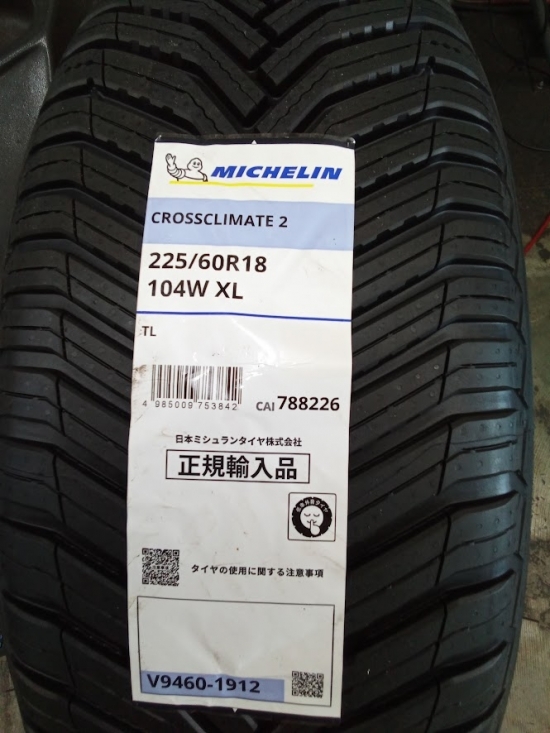 MICHELIN
CROSSCLIMATE 2
225/60R18
104W XL
TL
4 985009 753842
CAI 788226
日本ミシュランタイヤ株式会社
正規輸入品
タイヤの使用に関する注意事項
V9460-1912